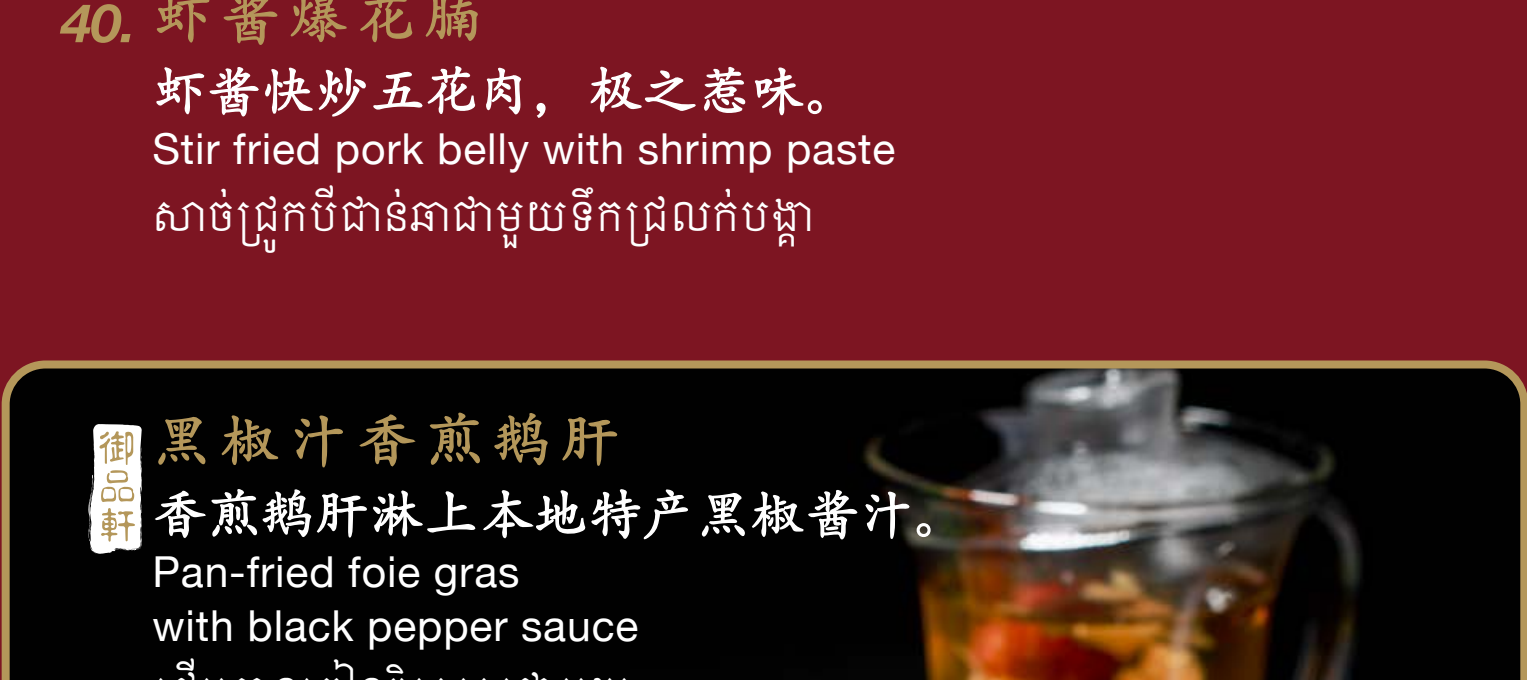 40. 虾酱爆花腩
虾酱快炒五花肉，极之惹味。
Stir fried pork belly with shrimp paste
សាច់ជ្រូកបីជាន់ឆាជាមួយទឹកជ្រលក់បង្គា
御品軒
黑椒汁香煎鹅肝
香煎鹅肝淋上本地特产黑椒酱汁。
Pan-fried foie gras
with black pepper sauce